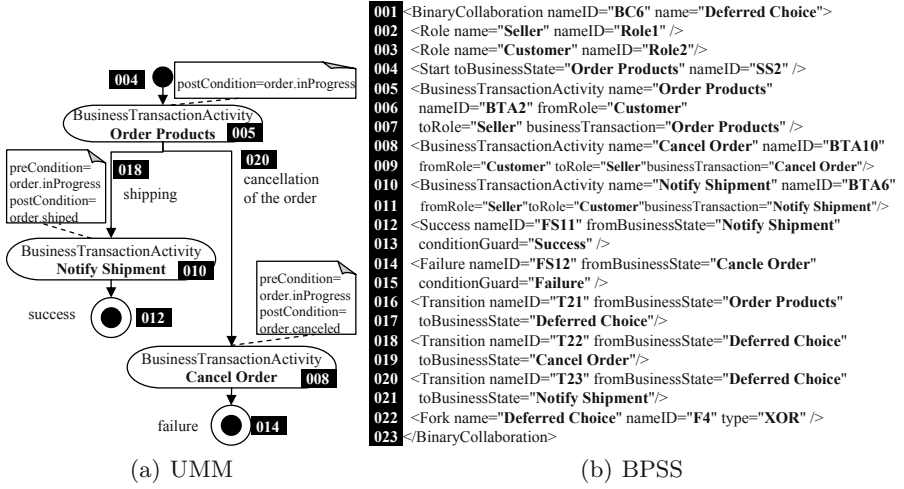 004
postCondition=order.inProgress
BusinessTransactionActivity
Order Products 005
018
020
preCondition=
order.inProgress
postCondition=
order.shiped
shipping
cancellation
of the order
BusinessTransactionActivity
Notify Shipment 010
success
012
preCondition=
order.inProgress
postCondition=
order.canceled
BusinessTransactionActivity
Cancel Order 008
failure
014
(a) UMM
001 <BinaryCollaboration nameID="BC6" name="Deferred Choice">
002 <Role name="Seller" nameID="Role1" />
003 <Role name="Customer" nameID="Role2"/>
004 <Start toBusinessState="Order Products" nameID="SS2" />
005 <BusinessTransactionActivity name="Order Products"
006 nameID="BTA2" fromRole="Customer"
007 toRole="Seller" businessTransaction="Order Products" />
008 <BusinessTransactionActivity name="Cancel Order" nameID="BTA10"
009 fromRole="Customer" toRole="Seller"businessTransaction="Cancel Order"/>
010 <BusinessTransactionActivity name="Notify Shipment" nameID="BTA6"
011 fromRole="Seller"toRole="Customer"businessTransaction="Notify Shipment"/>
012 <Success nameID="FS11" fromBusinessState="Notify Shipment"
013 conditionGuard="Success" />
014 <Failure nameID="FS12" fromBusinessState="Cancle Order"
015 conditionGuard="Failure" />
016 <Transition nameID="T21" fromBusinessState="Order Products"
017 toBusinessState="Deferred Choice"/>
018 <Transition nameID="T22" fromBusinessState="Deferred Choice"
019 toBusinessState="Cancel Order"/>
020 <Transition nameID="T23" fromBusinessState="Deferred Choice"
021 toBusinessState="Notify Shipment"/>
022 <Fork name="Deferred Choice" nameID="F4" type="XOR" />
023 </BinaryCollaboration>
(b) BPSS